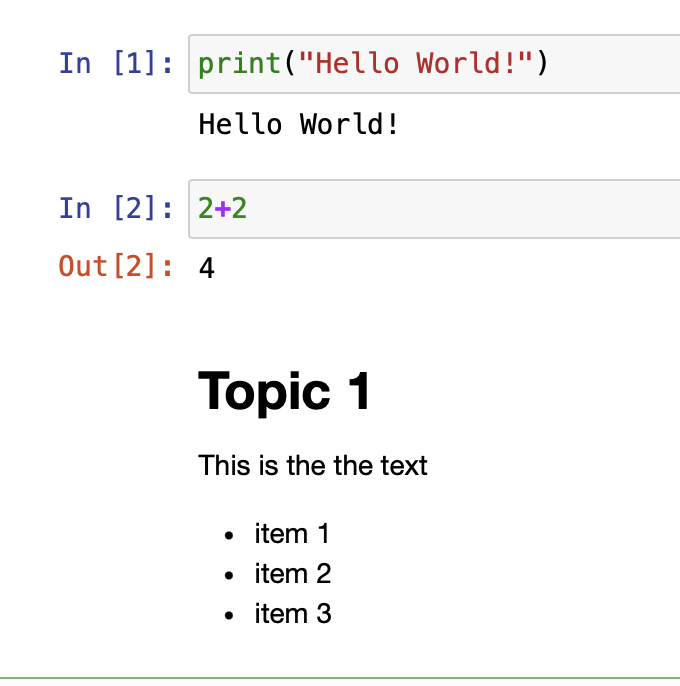 In [1]: print("Hello World!")
Hello World!
In [2]: 2+2
Out[2]: 4
Topic 1
This is the the text
• item 1
• item 2
• item 3